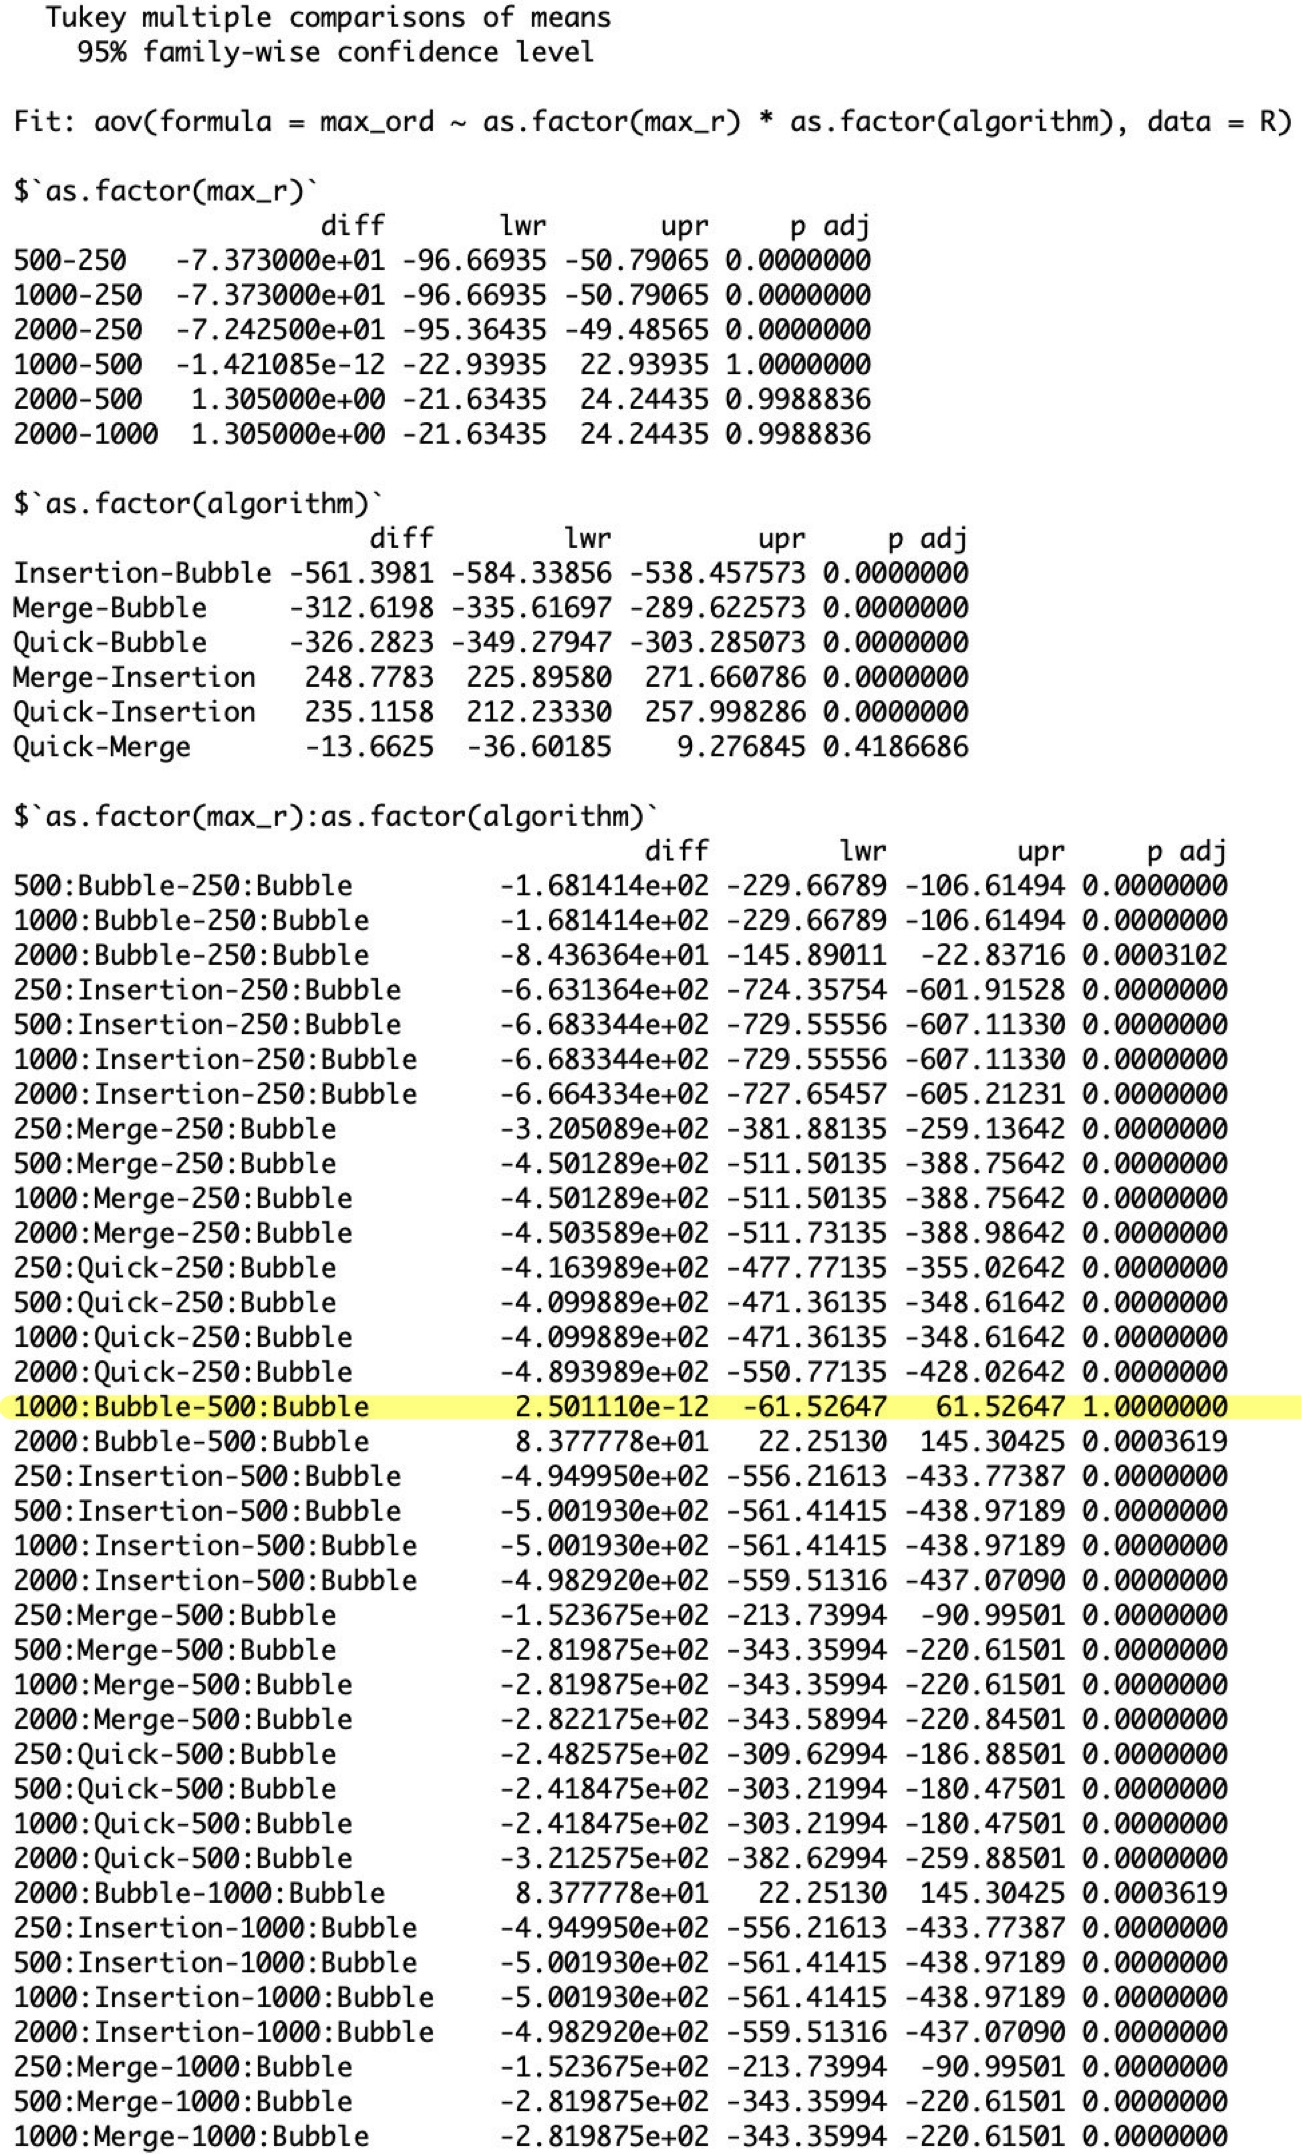 Tukey multiple comparisons of means
95% family-wise confidence level
Fit: aov(formula = max_ord ~ as.factor(max_r) * as.factor(algorithm), data = R)
$`as.factor(max_r)`
diff lwr upr p adj
500-250 -7.373000e+01 -96.66935 -50.79065 0.0000000
1000-250 -7.373000e+01 -96.66935 -50.79065 0.0000000
2000-250 -7.242500e+01 -95.36435 -49.48565 0.0000000
1000-500 -1.421085e-12 -22.93935 22.93935 1.0000000
2000-500 1.305000e+00 -21.63435 24.24435 0.9988836
2000-1000 1.305000e+00 -21.63435 24.24435 0.9988836
$`as.factor(algorithm)`
diff lwr upr p adj
Insertion-Bubble -561.3981 -584.33856 -538.457573 0.0000000
Merge-Bubble -312.6198 -335.61697 -289.622573 0.0000000
Quick-Bubble -326.2823 -349.27947 -303.285073 0.0000000
Merge-Insertion 248.7783 225.89580 271.660786 0.0000000
Quick-Insertion 235.1158 212.23330 257.998286 0.0000000
Quick-Merge -13.6625 -36.60185 9.276845 0.4186686
$`as.factor(max_r):as.factor(algorithm)`
diff lwr upr p adj
500:Bubble-250:Bubble -1.681414e+02 -229.66789 -106.61494 0.0000000
1000:Bubble-250:Bubble -1.681414e+02 -229.66789 -106.61494 0.0000000
2000:Bubble-250:Bubble -8.436364e+01 -145.89011 -22.83716 0.0003102
250:Insertion-250:Bubble -6.631364e+02 -724.35754 -601.91528 0.0000000
500:Insertion-250:Bubble -6.683344e+02 -729.55556 -607.11330 0.0000000
1000:Insertion-250:Bubble -6.683344e+02 -729.55556 -607.11330 0.0000000
2000:Insertion-250:Bubble -6.664334e+02 -727.65457 -605.21231 0.0000000
250:Merge-250:Bubble -3.205089e+02 -381.88135 -259.13642 0.0000000
500:Merge-250:Bubble -4.501289e+02 -511.50135 -388.75642 0.0000000
1000:Merge-250:Bubble -4.501289e+02 -511.50135 -388.75642 0.0000000
2000:Merge-250:Bubble -4.503589e+02 -511.73135 -388.98642 0.0000000
250:Quick-250:Bubble -4.163989e+02 -477.77135 -355.02642 0.0000000
500:Quick-250:Bubble -4.099889e+02 -471.36135 -348.61642 0.0000000
1000:Quick-250:Bubble -4.099889e+02 -471.36135 -348.61642 0.0000000
2000:Quick-250:Bubble -4.893989e+02 -550.77135 -428.02642 0.0000000
1000:Bubble-500:Bubble 2.501110e-12 -61.52647 61.52647 1.0000000
2000:Bubble-500:Bubble 8.377778e+01 22.25130 145.30425 0.0003619
250:Insertion-500:Bubble -4.949950e+02 -556.21613 -433.77387 0.0000000
500:Insertion-500:Bubble -5.001930e+02 -561.41415 -438.97189 0.0000000
1000:Insertion-500:Bubble -5.001930e+02 -561.41415 -438.97189 0.0000000
2000:Insertion-500:Bubble -4.982920e+02 -559.51316 -437.07090 0.0000000
250:Merge-500:Bubble -1.523675e+02 -213.73994 -90.99501 0.0000000
500:Merge-500:Bubble -2.819875e+02 -343.35994 -220.61501 0.0000000
1000:Merge-500:Bubble -2.819875e+02 -343.35994 -220.61501 0.0000000
2000:Merge-500:Bubble -2.822175e+02 -343.58994 -220.84501 0.0000000
250:Quick-500:Bubble -2.482575e+02 -309.62994 -186.88501 0.0000000
500:Quick-500:Bubble -2.418475e+02 -303.21994 -180.47501 0.0000000
1000:Quick-500:Bubble -2.418475e+02 -303.21994 -180.47501 0.0000000
2000:Quick-500:Bubble -3.212575e+02 -382.62994 -259.88501 0.0000000
2000:Bubble-1000:Bubble 8.377778e+01 22.25130 145.30425 0.0003619
250:Insertion-1000:Bubble -4.949950e+02 -556.21613 -433.77387 0.0000000
500:Insertion-1000:Bubble -5.001930e+02 -561.41415 -438.97189 0.0000000
1000:Insertion-1000:Bubble -5.001930e+02 -561.41415 -438.97189 0.0000000
2000:Insertion-1000:Bubble -4.982920e+02 -559.51316 -437.07090 0.0000000
250:Merge-1000:Bubble -1.523675e+02 -213.73994 -90.99501 0.0000000
500:Merge-1000:Bubble -2.819875e+02 -343.35994 -220.61501 0.0000000
1000:Merge-1000:Bubble -2.819875e+02 -343.35994 -220.61501 0.0000000